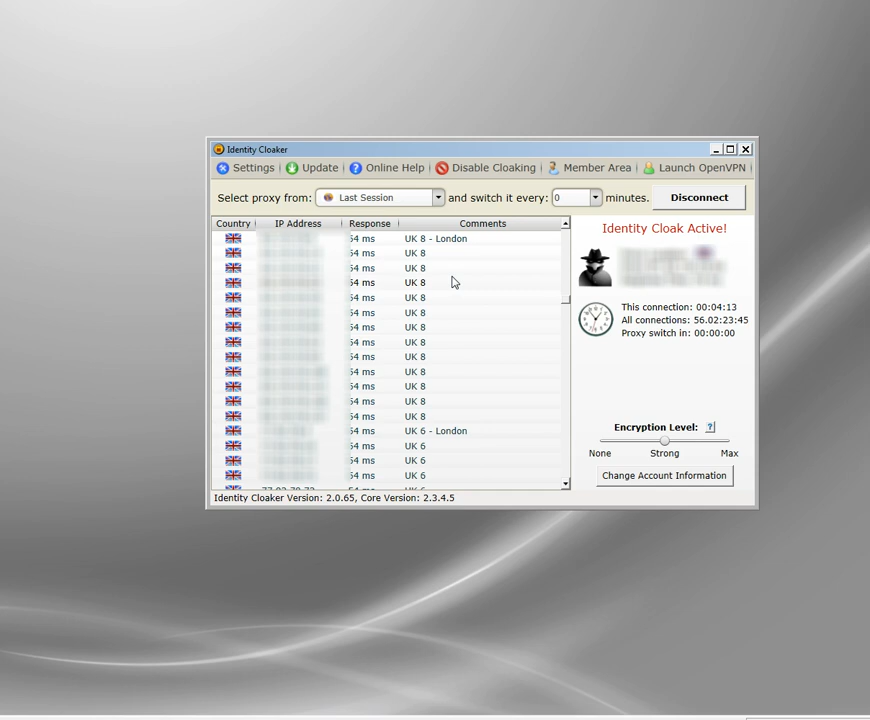 Identity Cloaker
Settings Update Online Help Disable Cloaking Member Area Launch OpenVPN
Select proxy from: Last Session and switch it every: 0 minutes. Disconnect
Country IP Address Response Comments
54 ms UK 8 - London
54 ms UK 8
54 ms UK 8
54 ms UK 8
54 ms UK 8
54 ms UK 8
54 ms UK 8
54 ms UK 8
54 ms UK 8
54 ms UK 8
54 ms UK 8
54 ms UK 8
54 ms UK 8
54 ms UK 6 - London
54 ms UK 6
54 ms UK 6
54 ms UK 6
Identity Cloak Active!
This connection: 00:04:13
All connections: 56.02:23:45
Proxy switch in: 00:00:00
Encryption Level: ?
None Strong Max
Change Account Information
Identity Cloaker Version: 2.0.65, Core Version: 2.3.4.5